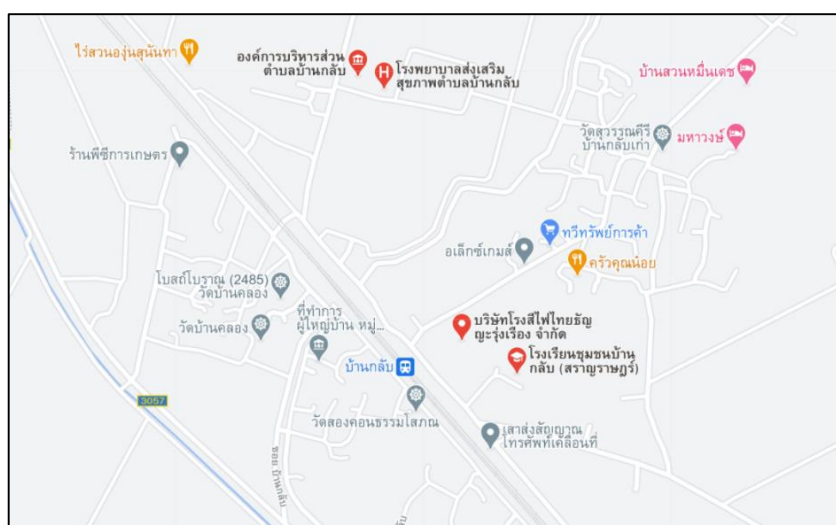 ไร่สวนองุ่นสุนันทา
องค์การบริหารส่วน
ตำบลบ้านกลับ
โรงพยาบาลส่งเสริม
สุขภาพตำบลบ้านกลับ
บ้านสวนหมื่นเดช
วัดสุวรรณคีรี
บ้านกลับเก่า
มหาวงษ์
ร้านพีซีการเกษตร
ทวีทรัพย์การค้า
อเล็กซ์เกมส์
ครัวคุณน้อย
โบสถ์โบราณ (2485)
วัดบ้านคลอง
ที่ทำการ
ผู้ใหญ่บ้าน หมู่...
วัดบ้านคลอง
บริษัทโรงสีไฟไทยธัญ
ญะรุ่งเรือง จำกัด
โรงเรียนชุมชนบ้าน
กลับ (สราญราษฎร์)
บ้านกลับ
3057
วัดสองคอนธรรมโสภณ
เสาส่งสัญญาณ
โทรศัพท์เคลื่อนที่
ซอย บ้านกลับ